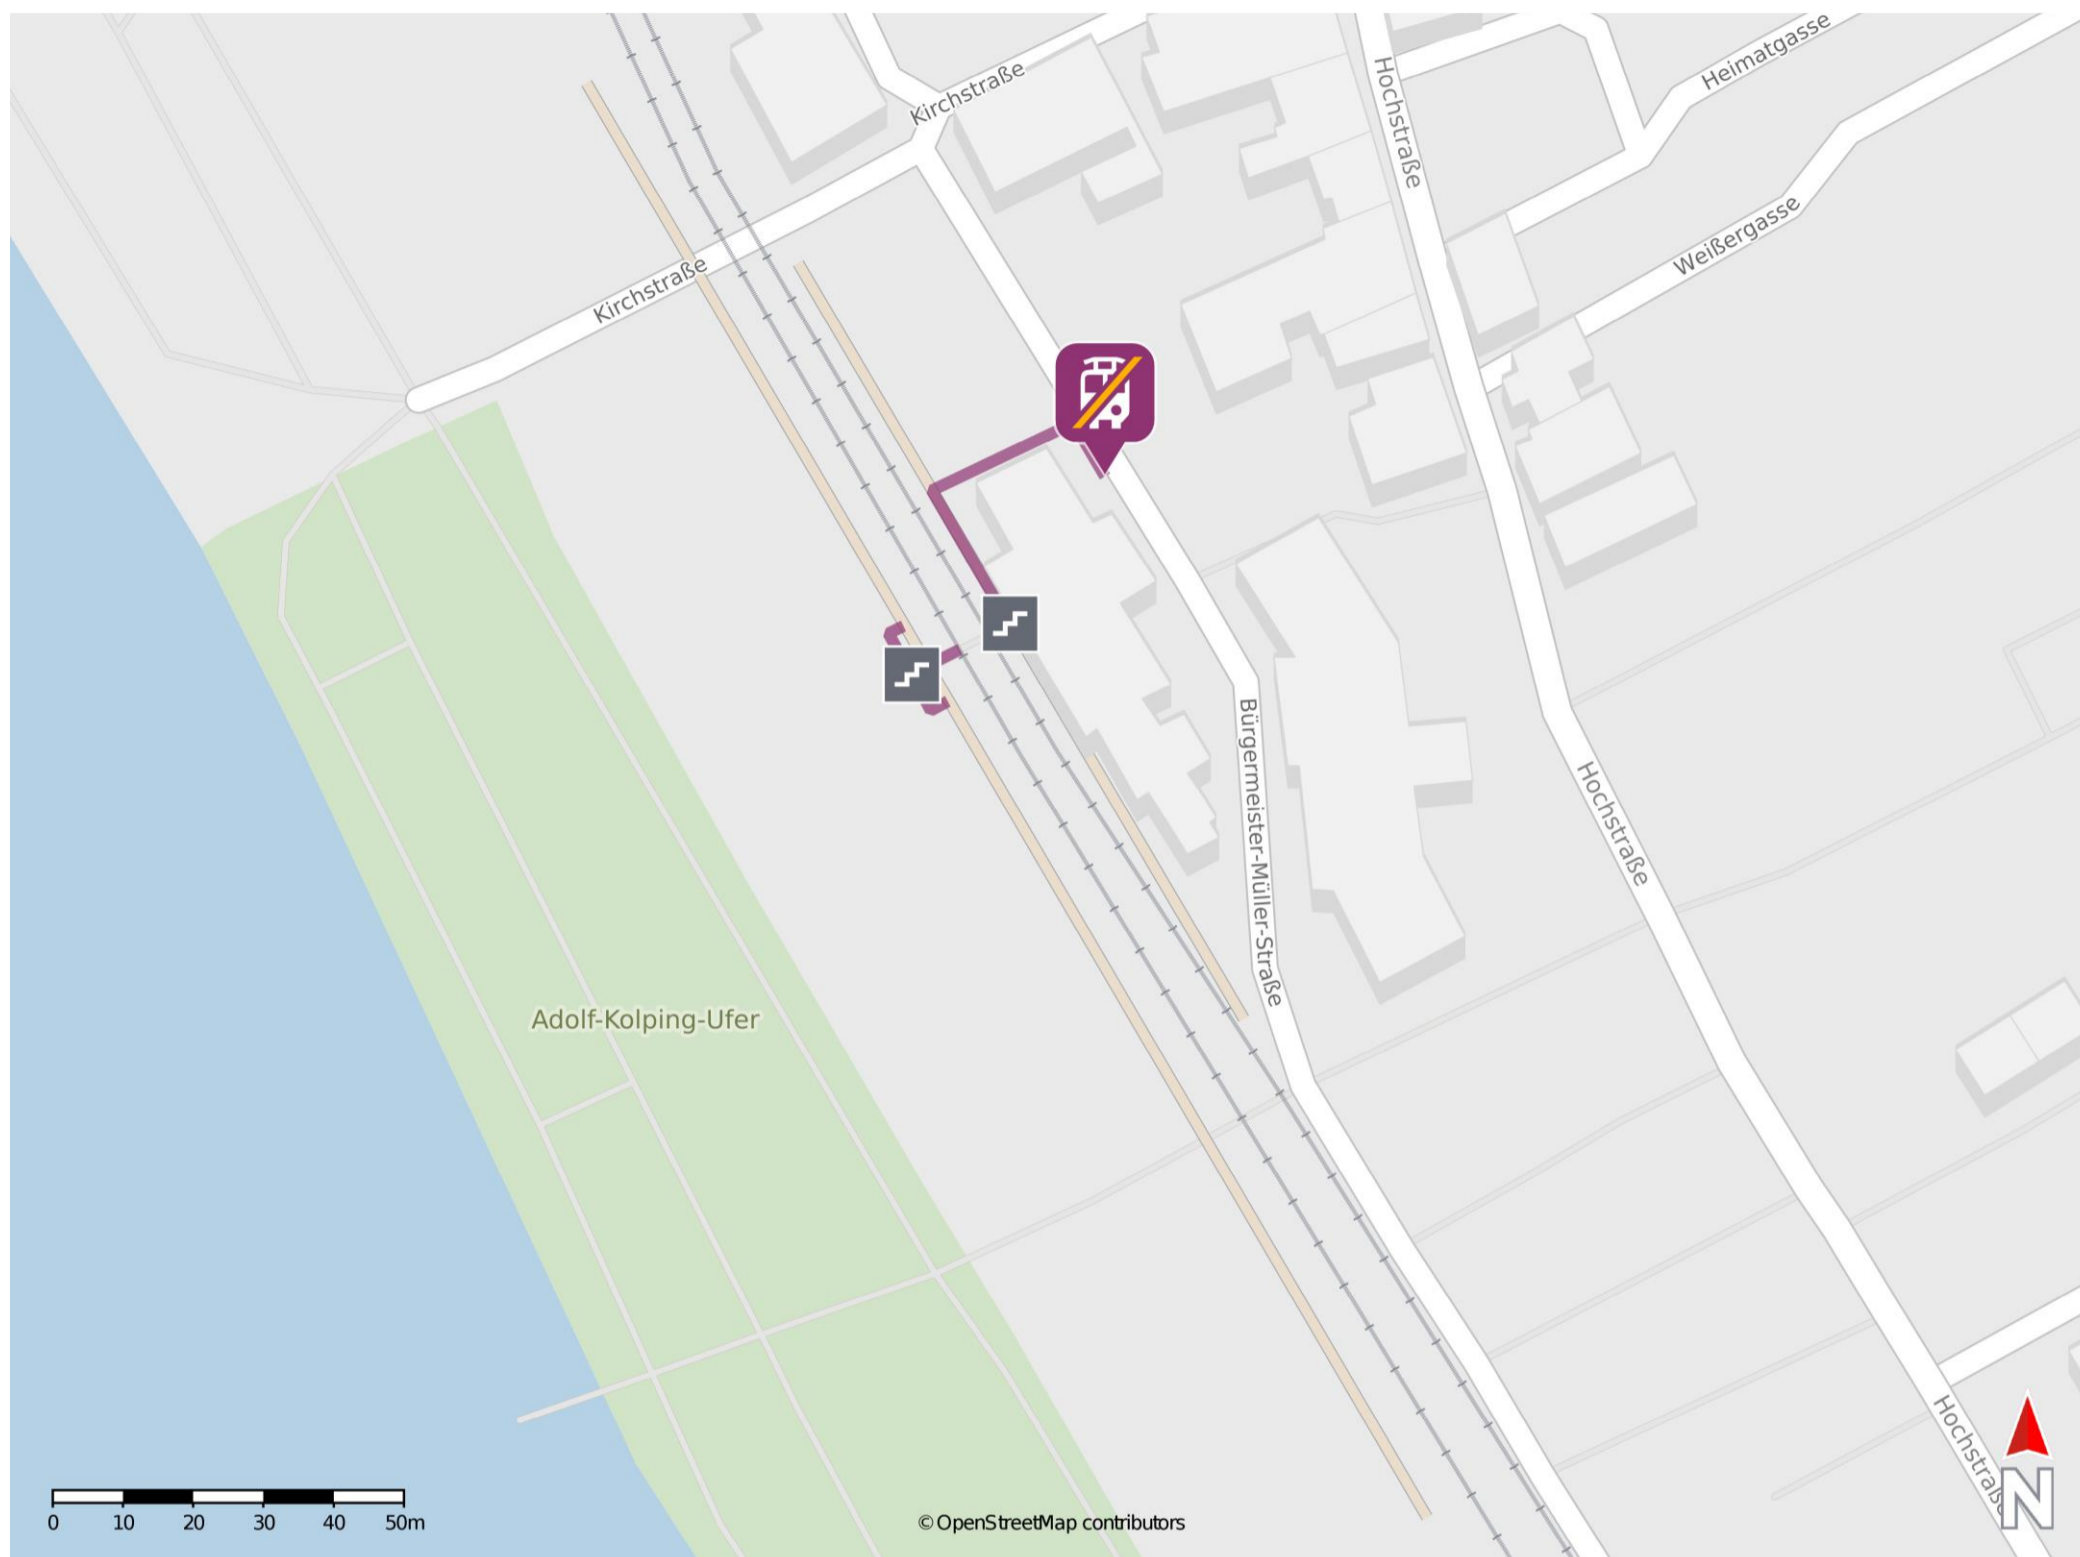 Heimatgasse
Kirchstraße
Hochstraße
Weißergasse
Kirchstraße
Bürgermeister-Müller-Straße
Hochstraße
Adolf-Kolping-Ufer
Hochstraße
N
0 10 20 30 40 50m
© OpenStreetMap contributors